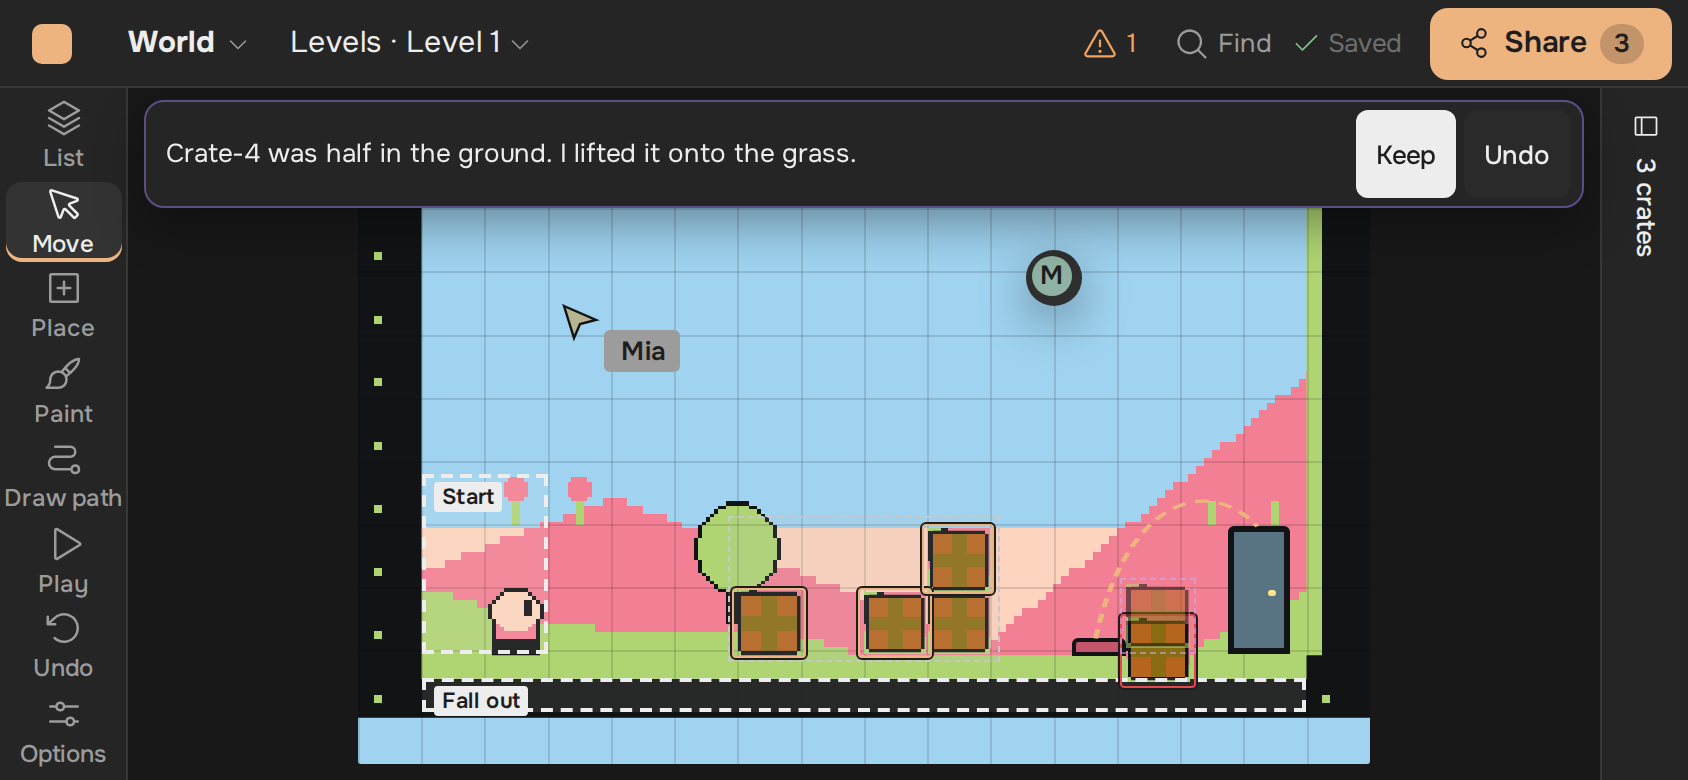 World
Levels · Level 1
1
Find
Saved
Share 3
List
Move
Place
Paint
Draw path
Play
Undo
Options
Crate-4 was half in the ground. I lifted it onto the grass.
Keep
Undo
3 crates
M
Mia
Start
Fall out